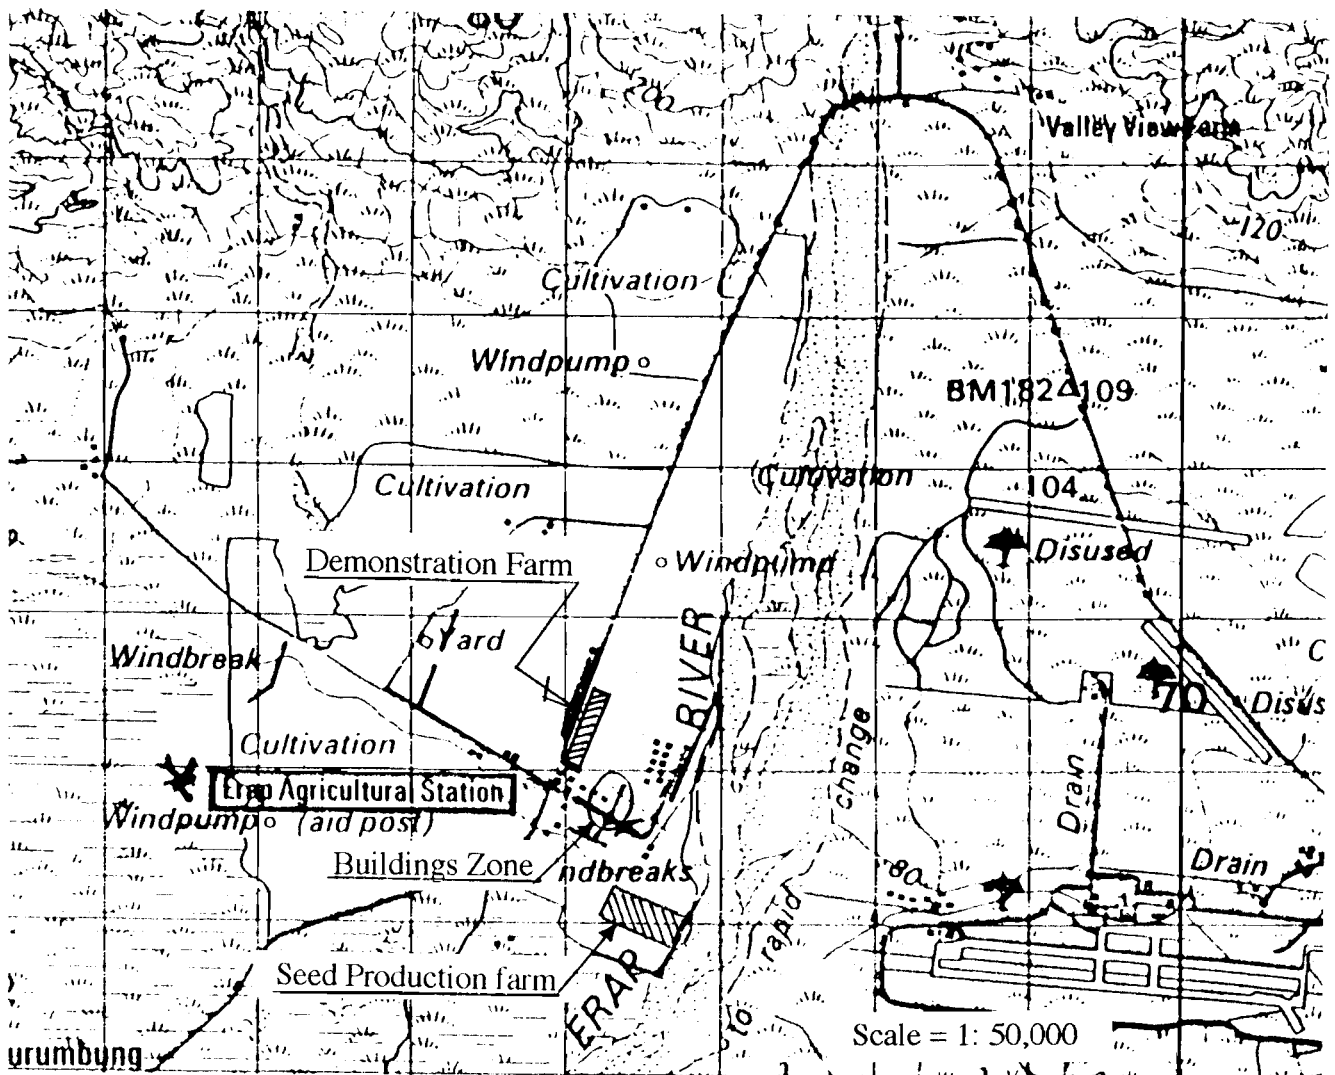 80
200
Valley View Farm
120
Cultivation
Windpump
BM182 109
Cultivation
Cultivation
104
Demonstration Farm
Windpump
Disused
Yard
Windbreak
RIVER
70
Disus
Cultivation
change
Drain
Erap Agricultural Station
Windpump (aid post)
Buildings Zone
ndbreaks
80
Drain
rapid
Seed Production farm
ERAP
to
Scale = 1: 50,000
urumbung